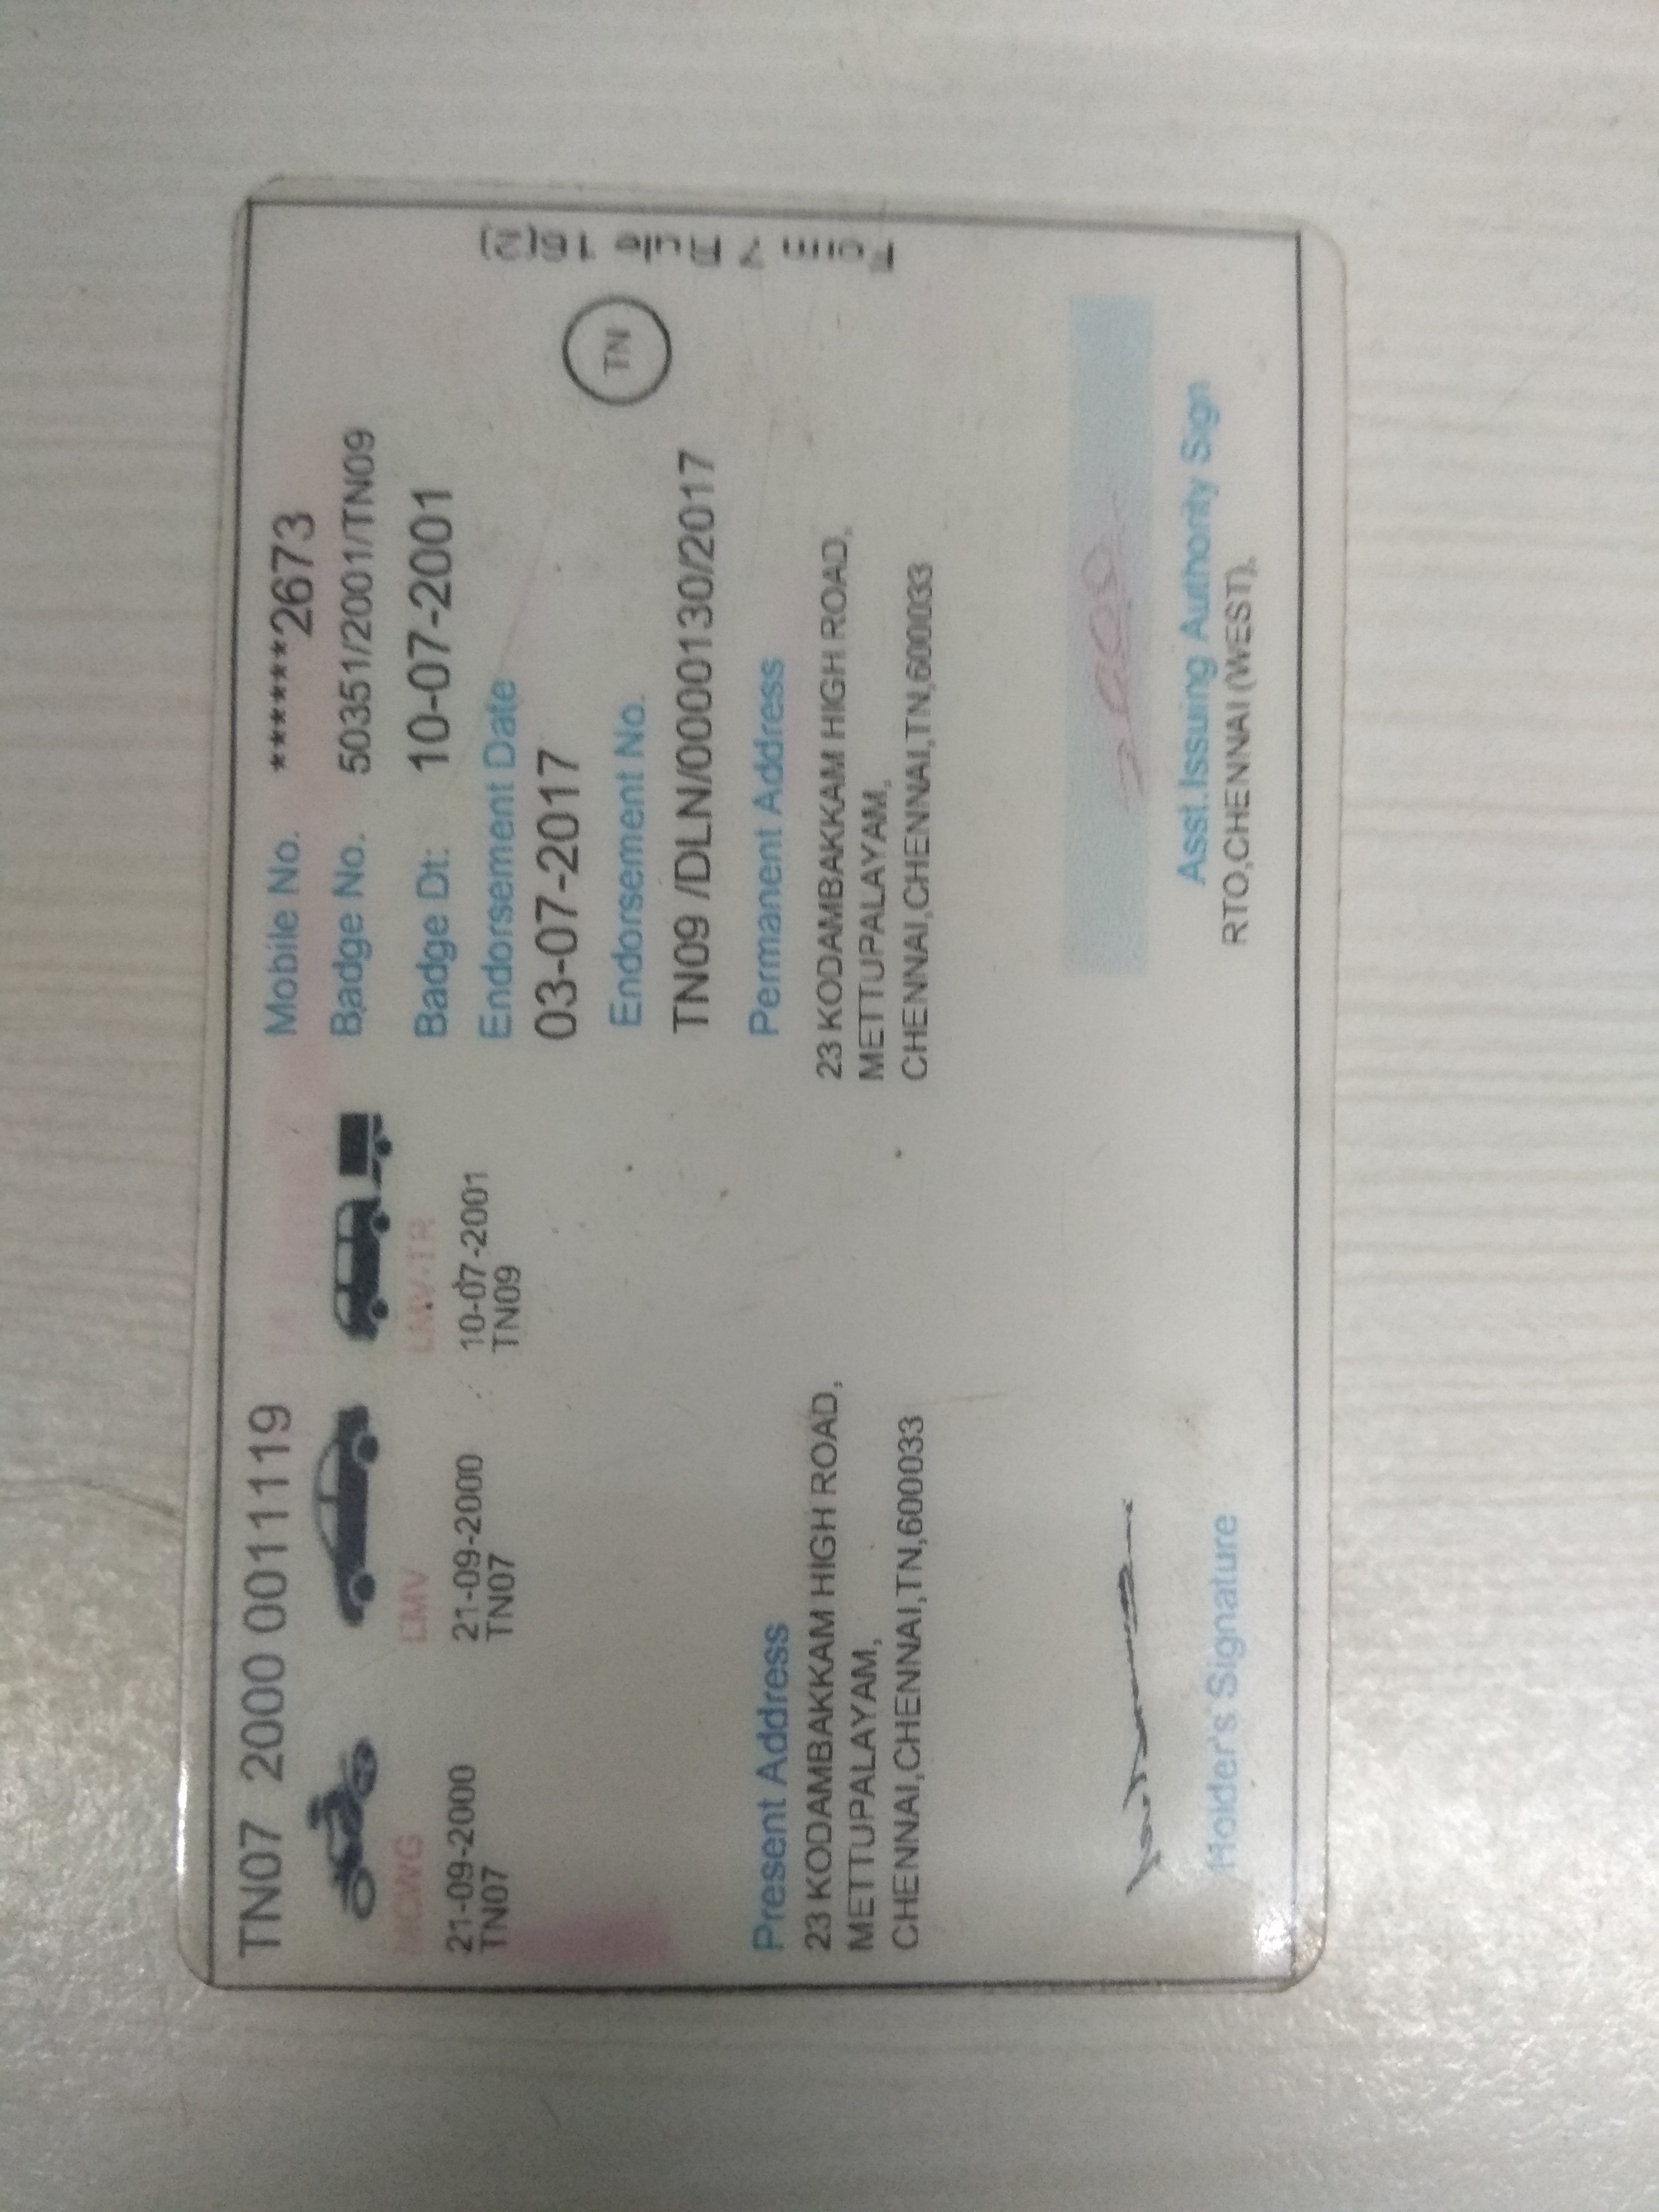 TN07 2000 0011119
MCWG
21-09-2000
TN07
LMV
21-09-2000
TN07
LMV-TR
10-07-2001
TN09
Mobile No. *******2673
Badge No. 50351/2001/TN09
Badge Dt: 10-07-2001
Endorsement Date
03-07-2017
Endorsement No.
TN09 /DLN/0000130/2017
TN
Form 7 Rule 16(2)
Present Address
23 KODAMBAKKAM HIGH ROAD,
METTUPALAYAM,
CHENNAI,CHENNAI,TN,600033
Permanent Address
23 KODAMBAKKAM HIGH ROAD,
METTUPALAYAM,
CHENNAI,CHENNAI,TN,600033
Holder's Signature
Asst.Issuing Authority Sign
RTO,CHENNAI (WEST).